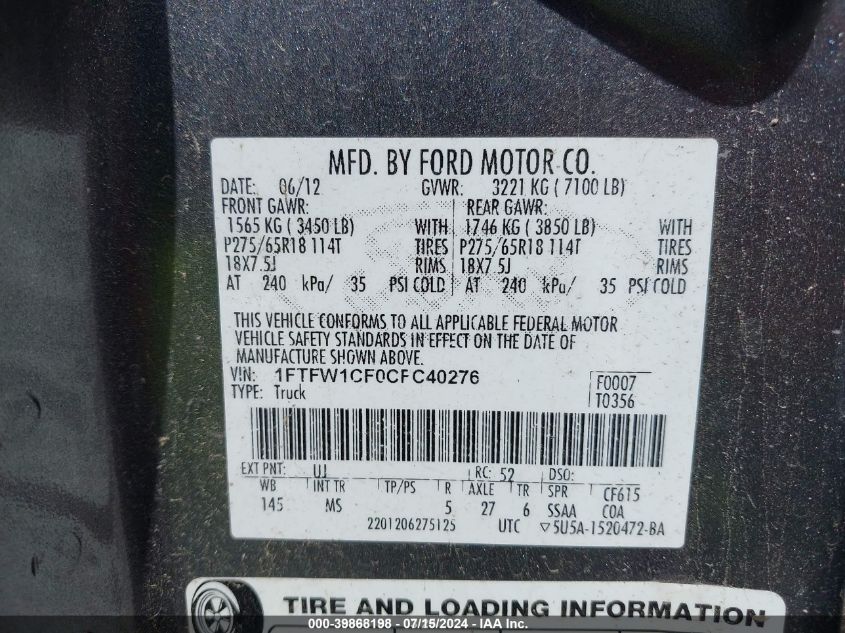 MFD. BY FORD MOTOR CO.
DATE: 06/12 GVWR: 3221 KG ( 7100 LB)
FRONT GAWR: REAR GAWR:
1565 KG ( 3450 LB) WITH 1746 KG ( 3850 LB) WITH
P275/65R18 114T TIRES P275/65R18 114T TIRES
18X7.5J RIMS 18X7.5J RIMS
AT 240 kPa/ 35 PSI COLD AT 240 kPa/ 35 PSI COLD
THIS VEHICLE CONFORMS TO ALL APPLICABLE FEDERAL MOTOR
VEHICLE SAFETY STANDARDS IN EFFECT ON THE DATE OF
MANUFACTURE SHOWN ABOVE.
VIN: 1FTFW1CF0CFC40276 F0007
TYPE: Truck T0356
EXT PNT: UJ RC: 52 DSO:
WB INT TR TP/PS R AXLE TR SPR CF615
145 MS 5 27 6 SSAA COA
2201206275125 UTC ▽5U5A-1520472-BA
TIRE AND LOADING INFORMATION
000-39868198 - 07/15/2024 - IAA Inc.